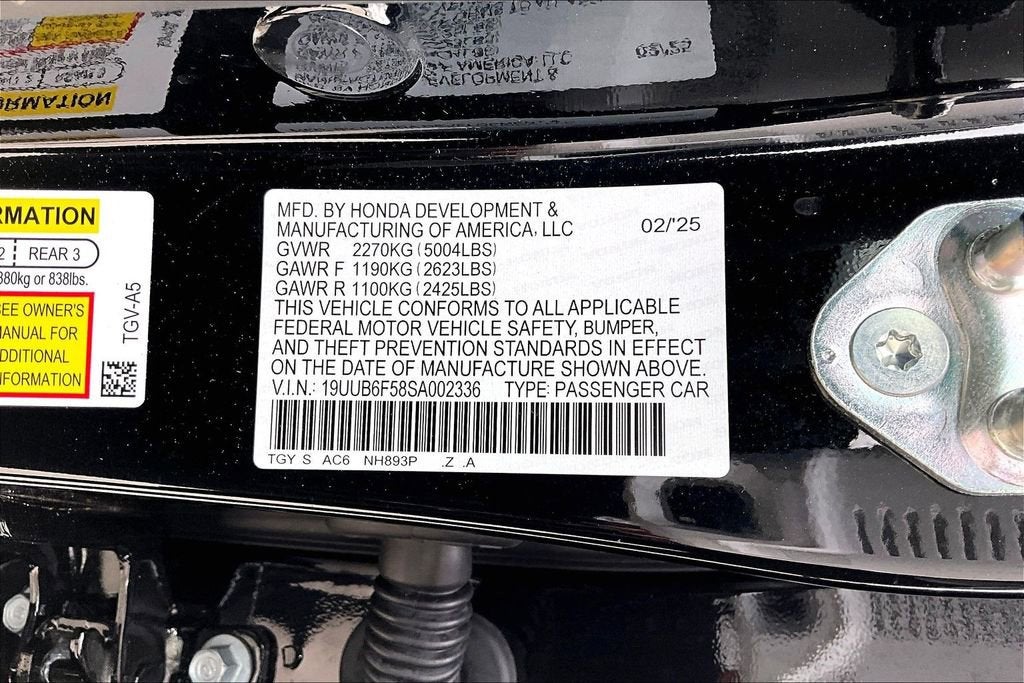 RMATION
2 REAR 3
380kg or 838lbs.
SEE OWNER'S
MANUAL FOR
ADDITIONAL
INFORMATION
TGV-A5
MFD. BY HONDA DEVELOPMENT &
MANUFACTURING OF AMERICA, LLC 02/'25
GVWR 2270KG (5004LBS)
GAWR F 1190KG (2623LBS)
GAWR R 1100KG (2425LBS)
THIS VEHICLE CONFORMS TO ALL APPLICABLE
FEDERAL MOTOR VEHICLE SAFETY, BUMPER,
AND THEFT PREVENTION STANDARDS IN EFFECT
ON THE DATE OF MANUFACTURE SHOWN ABOVE.
V.I.N.: 19UUB6F58SA002336 TYPE: PASSENGER CAR
TGY S AC6 NH893P .Z .A